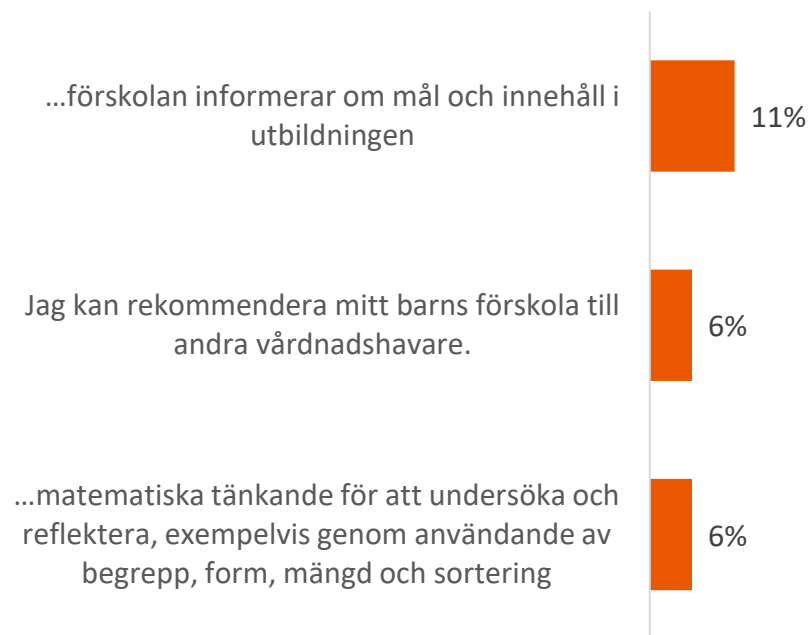 ...förskolan informerar om mål och innehåll i
utbildningen
11%
Jag kan rekommendera mitt barns förskola till
andra vårdnadshavare.
6%
...matematiska tänkande för att undersöka och
reflektera, exempelvis genom användande av
begrepp, form, mängd och sortering
6%